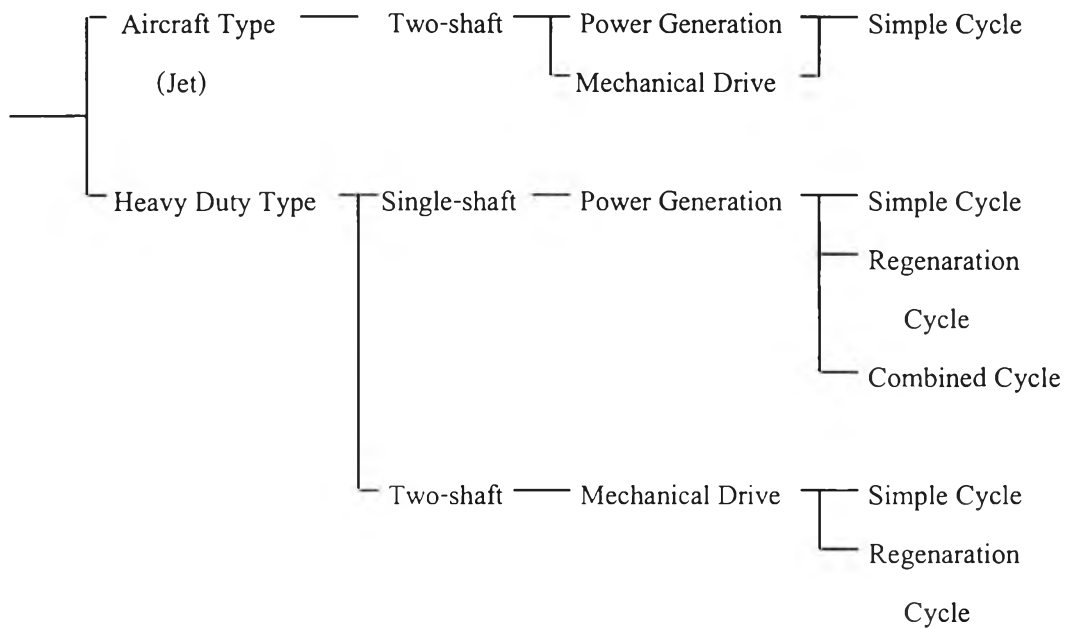 Aircraft Type Two-shaft Power Generation Simple Cycle
(Jet) Mechanical Drive
Heavy Duty Type Single-shaft Power Generation Simple Cycle
Regenaration
Cycle
Combined Cycle
Two-shaft Mechanical Drive Simple Cycle
Regenaration
Cycle